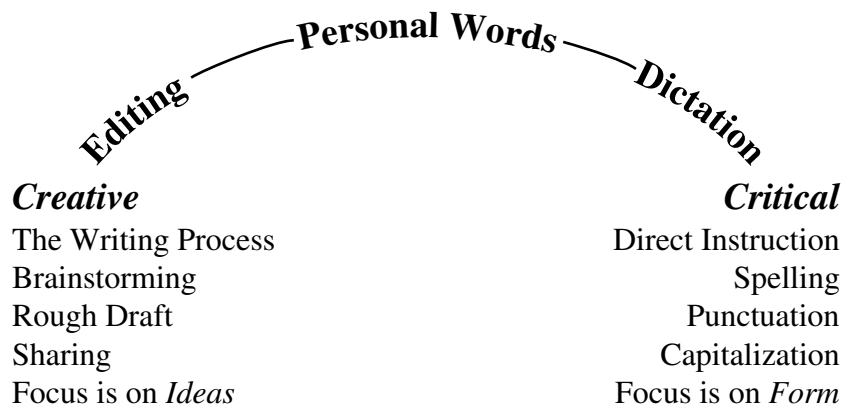 Editing Personal Words Dictation
Creative
The Writing Process
Brainstorming
Rough Draft
Sharing
Focus is on Ideas
Critical
Direct Instruction
Spelling
Punctuation
Capitalization
Focus is on Form